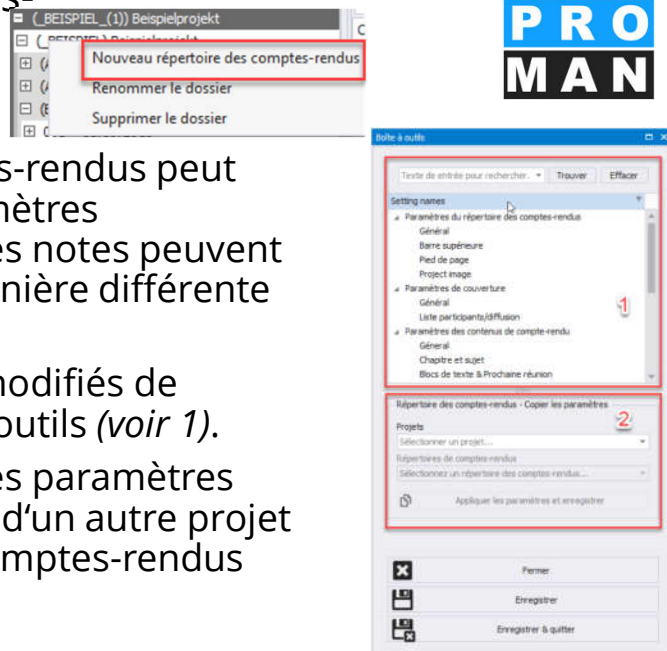 (_BEISPIEL_(1)) Beispielprojekt
Nouveau répertoire des comptes-rendus
Renommer le dossier
Supprimer le dossier
PRO
MAN
s-rendus peut
nètres
es notes peuvent
nière différente
nodifiés de
outils (voir 1).
es paramètres
d‘un autre projet
omptes-rendus
Boîte à outils
Texte de entrée pour rechercher...
Trouver
Effacer
Setting names
Paramètres du répertoire des comptes-rendus
Général
Barre supérieure
Pied de page
Project image
Paramètres de couverture
Général
Liste participants/diffusion
1
Paramètres des contenus de compte-rendu
Géneral
Chapitre et sujet
Blocs de texte & Prochaine réunion
Répertoire des comptes-rendus - Copier les paramètres
2
Projets
Sélectionner un projet...
Répertoires de comptes-rendus
Sélectionnez un répertoire des comptes-rendus...
Appliquer les paramètres et enregistrer
Fermer
Enregistrer
Enregistrer & quitter